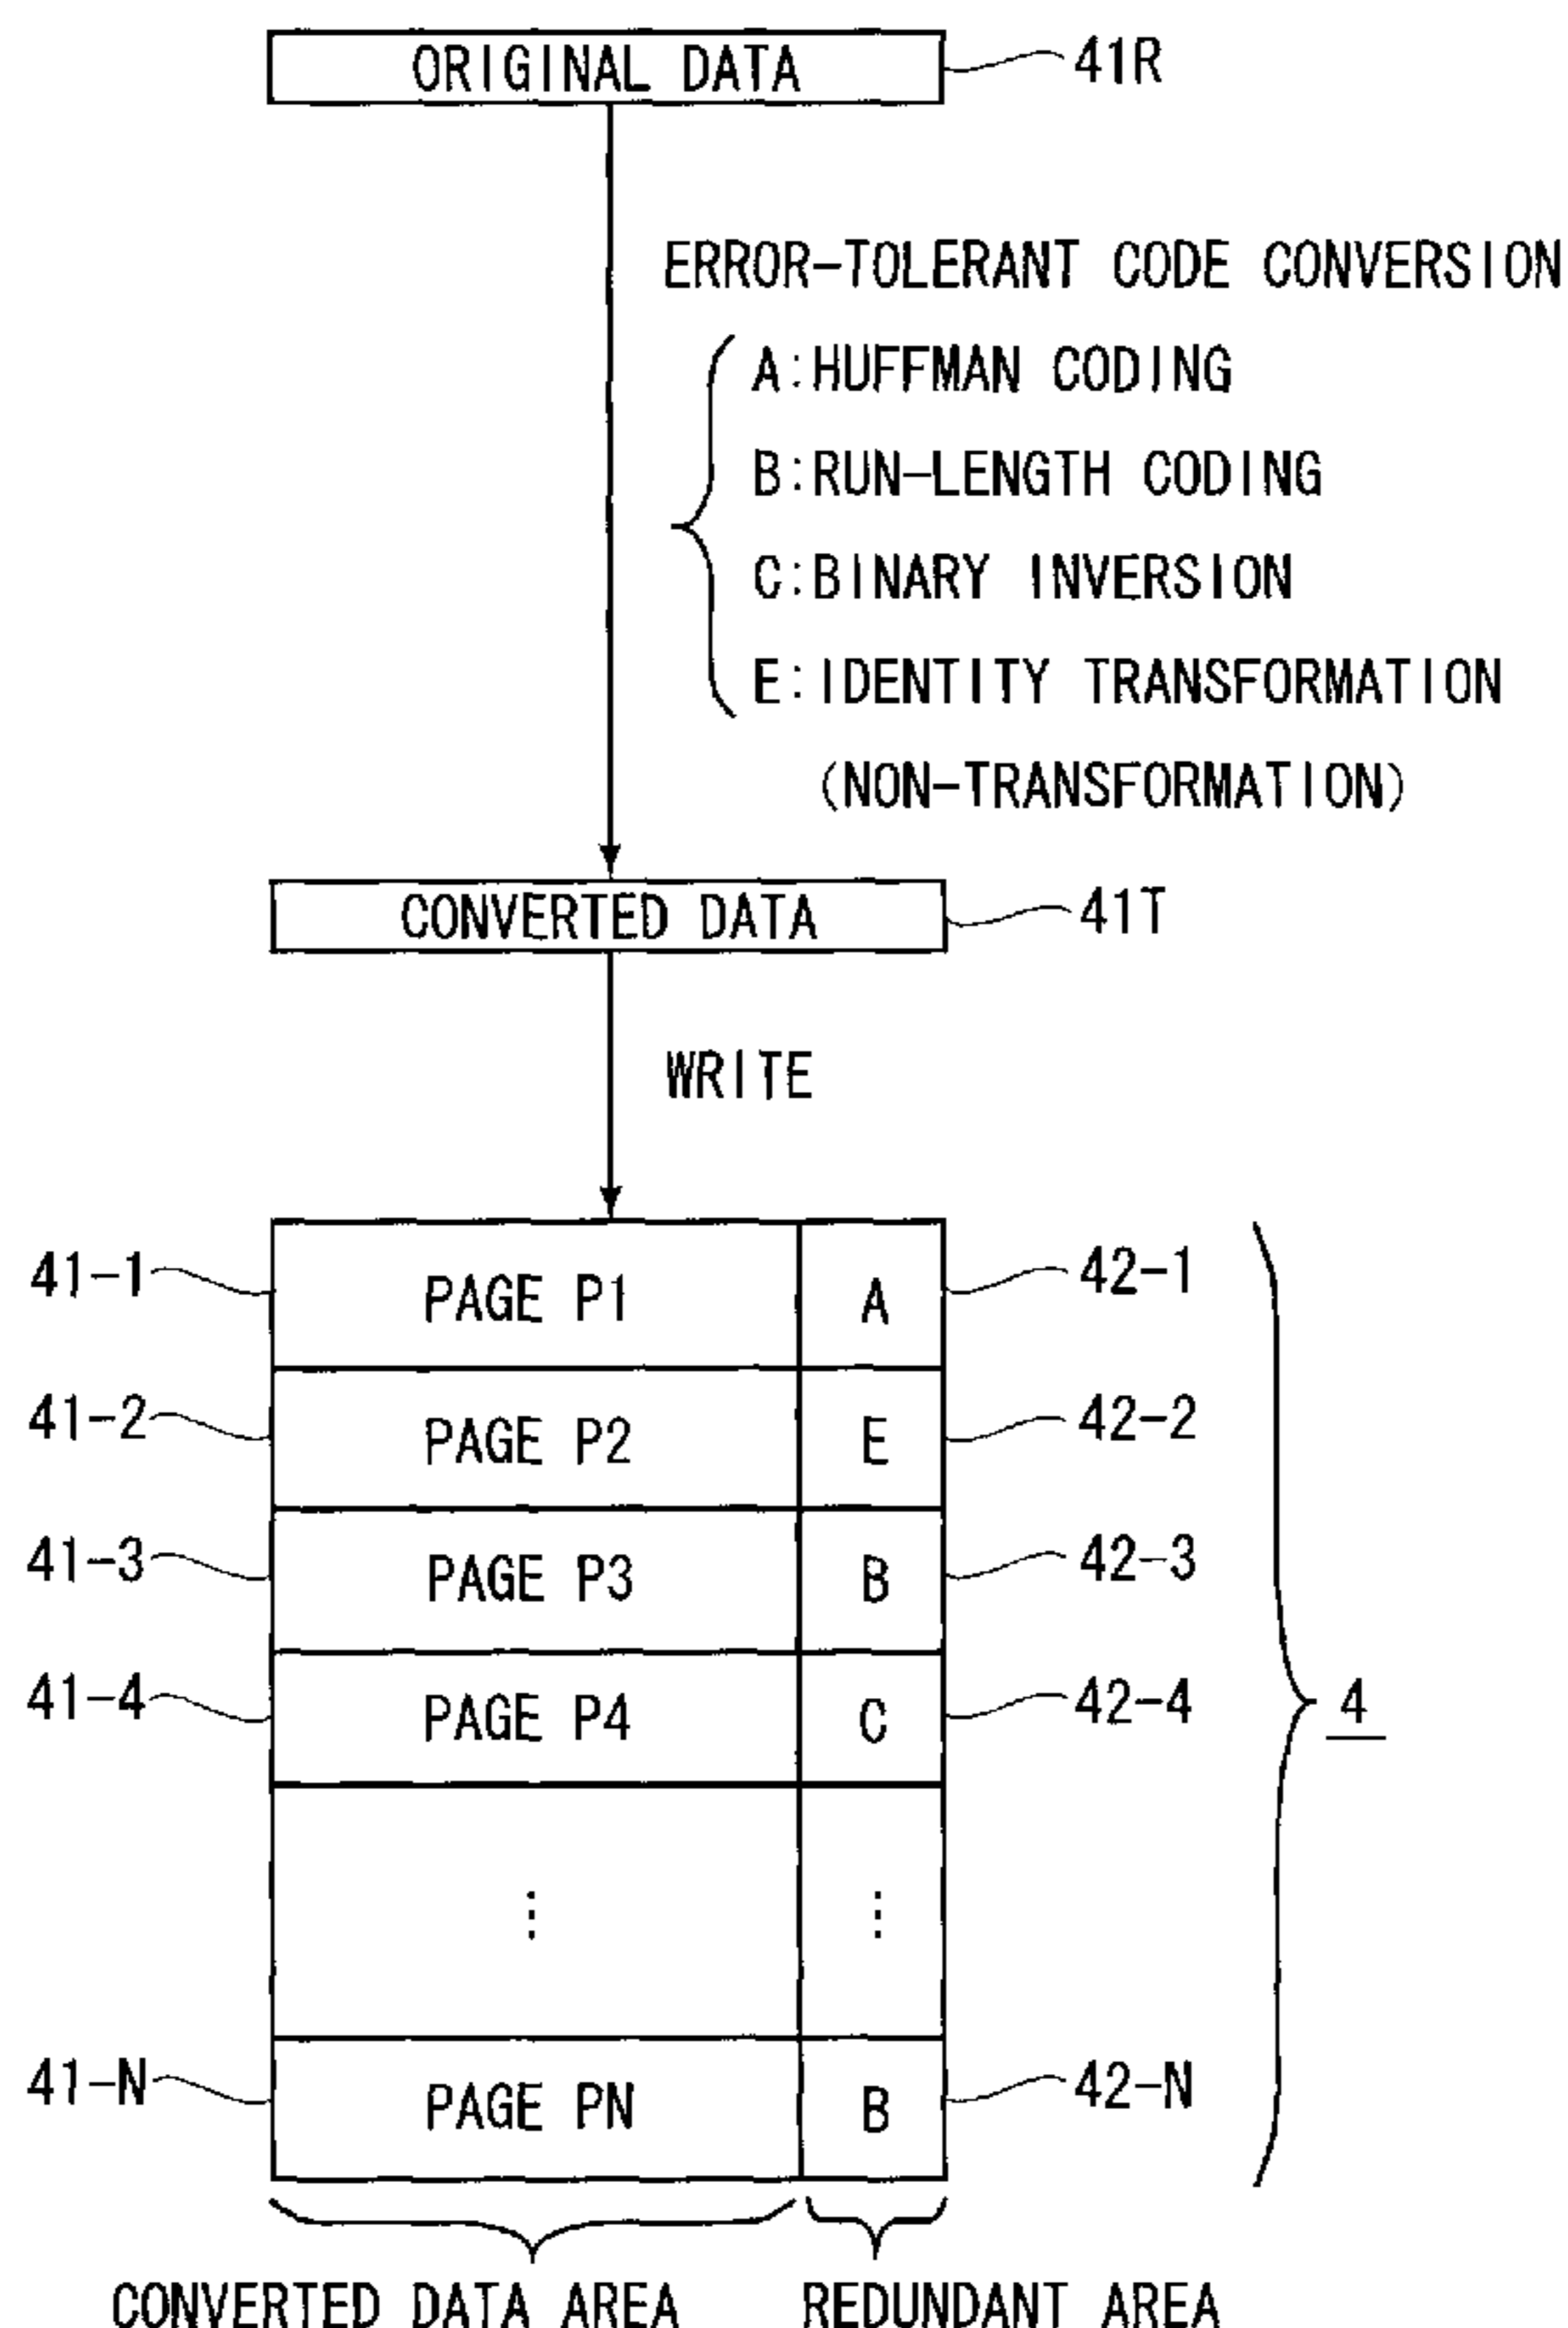 ORIGINAL DATA 41R
ERROR-TOLERANT CODE CONVERSION
A:HUFFMAN CODING
B:RUN-LENGTH CODING
C:BINARY INVERSION
E:IDENTITY TRANSFORMATION
(NON-TRANSFORMATION)
CONVERTED DATA 41T
WRITE
41-1 PAGE P1 A 42-1
41-2 PAGE P2 E 42-2
41-3 PAGE P3 B 42-3
41-4 PAGE P4 C 42-4
4
⋮ ⋮
41-N PAGE PN B 42-N
CONVERTED DATA AREA REDUNDANT AREA